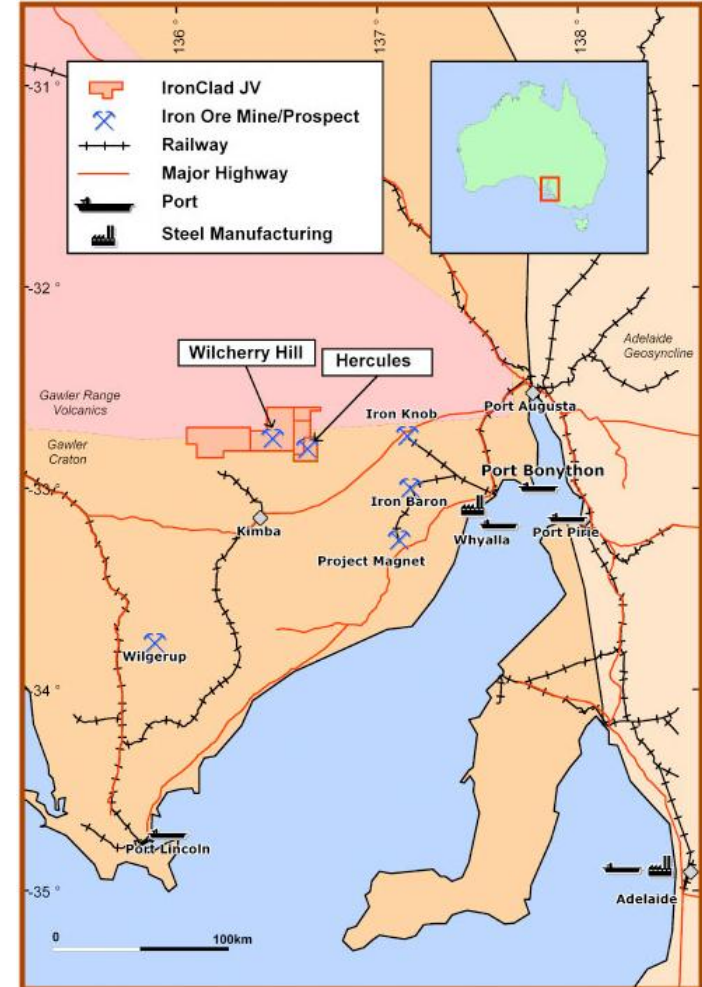 136
137
138
-31°
IronClad JV
Iron Ore Mine/Prospect
Railway
Major Highway
Port
Steel Manufacturing
-32°
Wilcherry Hill
Hercules
Adelaide
Geosyncline
Gawler Range
Volcanics
Iron Knob
Port Augusta
Gawler
Craton
Port Bonython
-33°
Iron Baron
Kimba
Whyalla
Port Pirie
Project Magnet
Wilgerup
-34°
Port Lincoln
-35°
Adelaide
0
100km